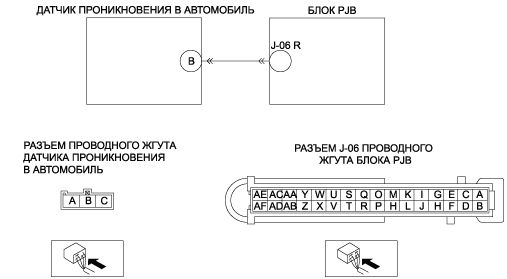 ДАТЧИК ПРОНИКНОВЕНИЯ В АВТОМОБИЛЬ
БЛОК PJB
B
J-06 R
РАЗЪЕМ ПРОВОДНОГО ЖГУТА
ДАТЧИКА ПРОНИКНОВЕНИЯ
В АВТОМОБИЛЬ
РАЗЪЕМ J-06 ПРОВОДНОГО
ЖГУТА БЛОКА PJB
A B C
AE AC AA Y W U S Q O M K I G E C A
AF AD AB Z X V T R P H L J H F D B